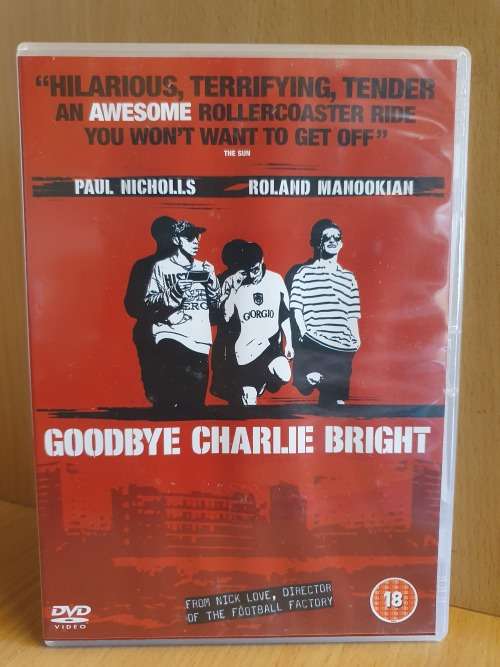 “HILARIOUS, TERRIFYING, TENDER
AN AWESOME ROLLERCOASTER RIDE
YOU WON'T WANT TO GET OFF”
THE SUN
PAUL NICHOLLS ROLAND MANOOKIAN
GORGIO
GOODBYE CHARLIE BRIGHT
FROM NICK LOVE, DIRECTOR
OF THE FOOTBALL FACTORY
DVD
VIDEO
18